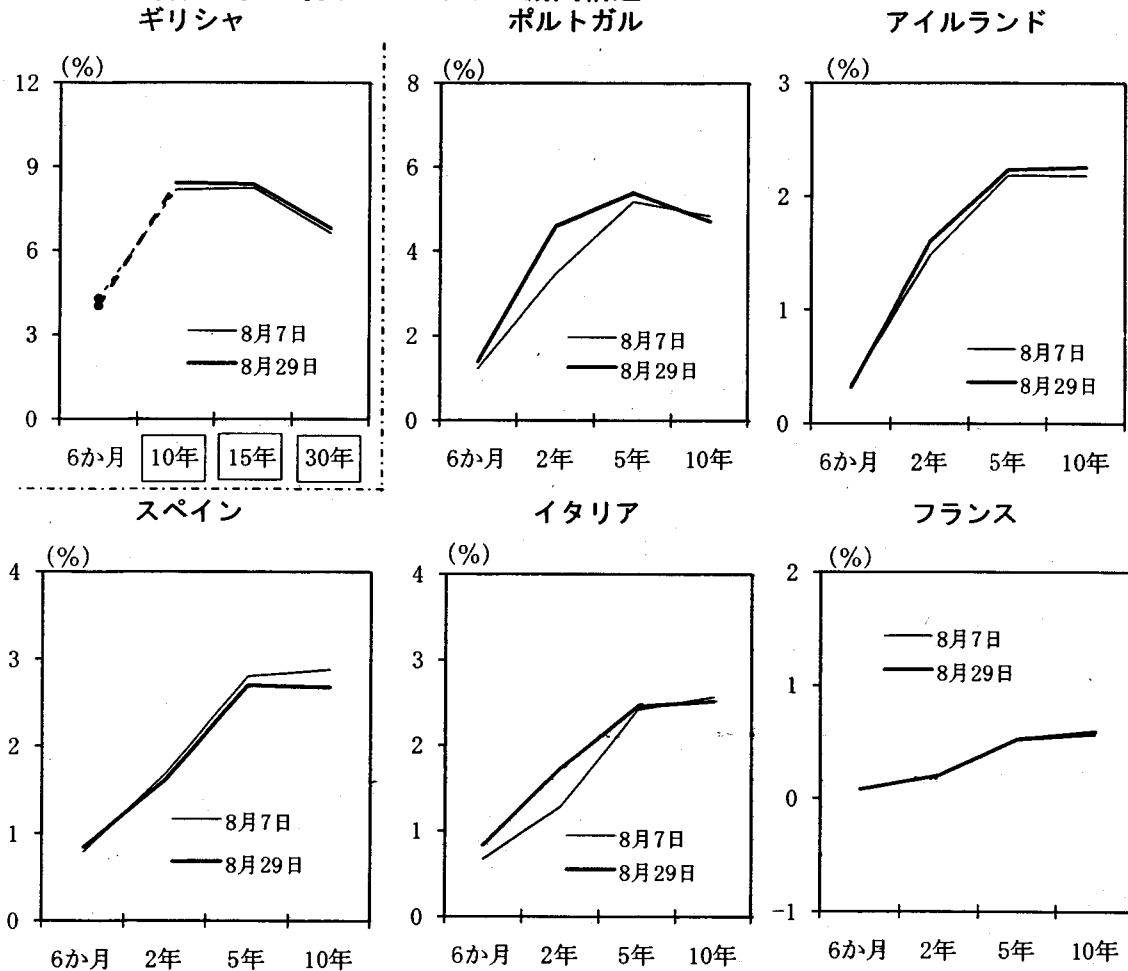 ギリシャ
(%)
12
9
6
3
0
8月7日
8月29日
6か月 10年 15年 30年
ポルトガル
(%)
8
6
4
2
0
8月7日
8月29日
6か月 2年 5年 10年
アイルランド
(%)
3
2
1
0
8月7日
8月29日
6か月 2年 5年 10年
スペイン
(%)
4
3
2
1
0
8月7日
8月29日
6か月 2年 5年 10年
イタリア
(%)
4
3
2
1
0
8月7日
8月29日
6か月 2年 5年 10年
フランス
(%)
2
1
0
-1
8月7日
8月29日
6か月 2年 5年 10年